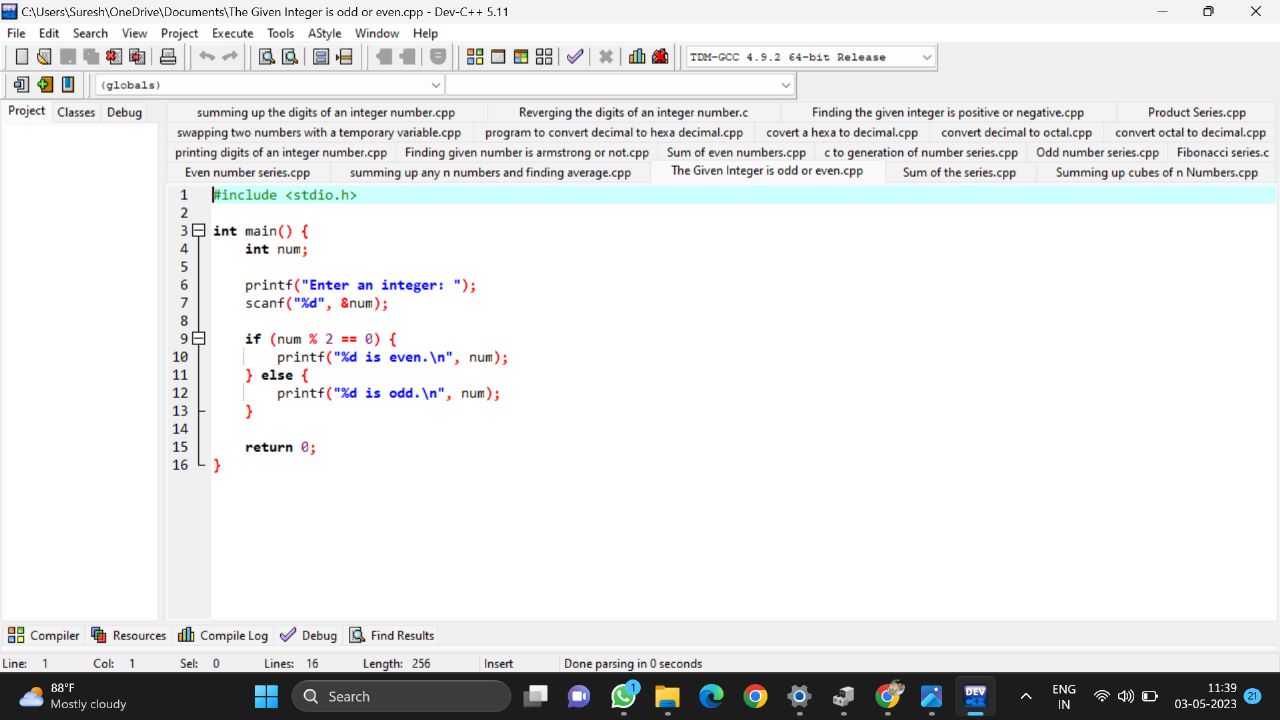 C:\Users\Suresh\OneDrive\Documents\The Given Integer is odd or even.cpp - Dev-C++ 5.11
File Edit Search View Project Execute Tools AStyle Window Help
TDM-GCC 4.9.2 64-bit Release
(globals)
Project Classes Debug
summing up the digits of an integer number.cpp Reverging the digits of an integer number.c Finding the given integer is positive or negative.cpp Product Series.cpp
swapping two numbers with a temporary variable.cpp program to convert decimal to hexa decimal.cpp covert a hexa to decimal.cpp convert decimal to octal.cpp convert octal to decimal.cpp
printing digits of an integer number.cpp Finding given number is armstrong or not.cpp Sum of even numbers.cpp c to generation of number series.cpp Odd number series.cpp Fibonacci series.c
Even number series.cpp summing up any n numbers and finding average.cpp The Given Integer is odd or even.cpp Sum of the series.cpp Summing up cubes of n Numbers.cpp
1 #include <stdio.h>
2
3 int main() {
4 int num;
5
6 printf("Enter an integer: ");
7 scanf("%d", &num);
8
9 if (num % 2 == 0) {
10 printf("%d is even.\n", num);
11 } else {
12 printf("%d is odd.\n", num);
13 }
14
15 return 0;
16 }
Compiler Resources Compile Log Debug Find Results
Line: 1 Col: 1 Sel: 0 Lines: 16 Length: 256 Insert Done parsing in 0 seconds
88°F
Mostly cloudy
Search
1
DEV
C++
ENG
IN
11:39
03-05-2023
21